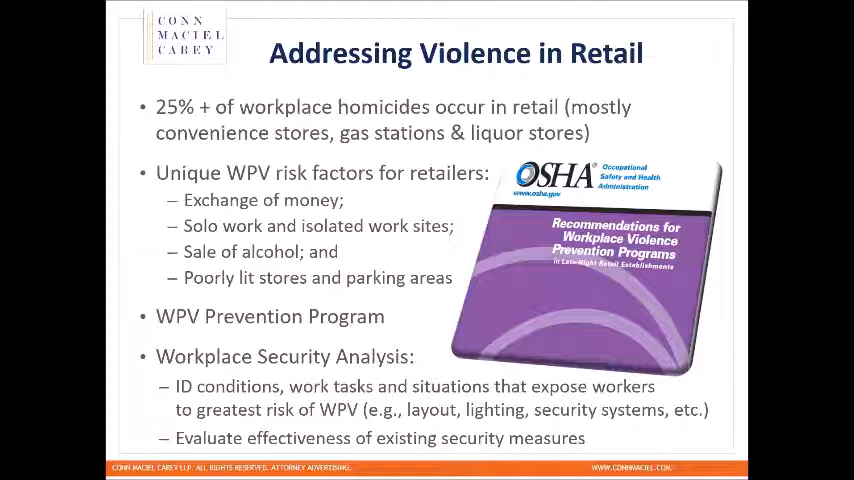 CONN
MACIEL
CAREY
Addressing Violence in Retail
• 25% + of workplace homicides occur in retail (mostly
convenience stores, gas stations & liquor stores)
• Unique WPV risk factors for retailers:
– Exchange of money;
– Solo work and isolated work sites;
– Sale of alcohol; and
– Poorly lit stores and parking areas
• WPV Prevention Program
• Workplace Security Analysis:
– ID conditions, work tasks and situations that expose workers
to greatest risk of WPV (e.g., layout, lighting, security systems, etc.)
– Evaluate effectiveness of existing security measures
OSHA®
Occupational
Safety and Health
Administration
www.osha.gov
Recommendations for
Workplace Violence
Prevention Programs
in Late-Night Retail Establishments
CONN MACIEL CAREY LLP. ALL RIGHTS RESERVED. ATTORNEY ADVERTISING.
WWW.CONNMACIEL.COM